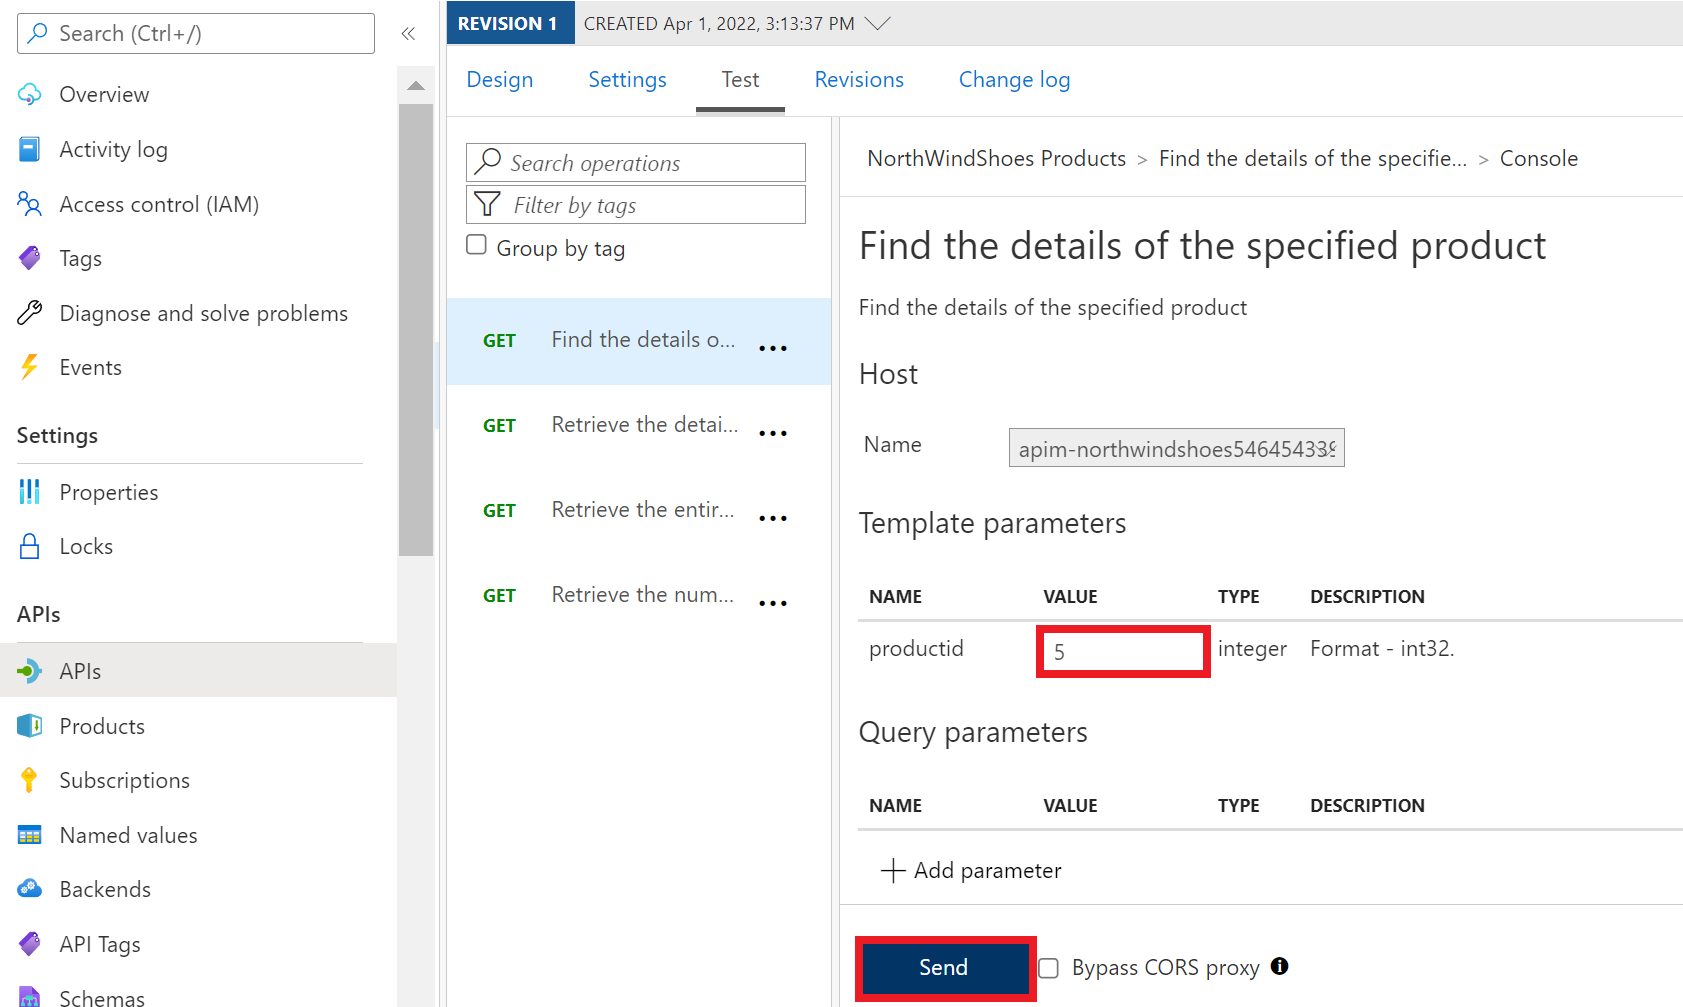 Search (Ctrl+/)
«
Overview
Activity log
Access control (IAM)
Tags
Diagnose and solve problems
Events
Settings
Properties
Locks
APIs
APIs
Products
Subscriptions
Named values
Backends
API Tags
Schemas
REVISION 1 CREATED Apr 1, 2022, 3:13:37 PM
Design Settings Test Revisions Change log
Search operations
Filter by tags
Group by tag
GET Find the details o... ...
GET Retrieve the detai... ...
GET Retrieve the entir... ...
GET Retrieve the num... ...
NorthWindShoes Products > Find the details of the specifie... > Console
Find the details of the specified product
Find the details of the specified product
Host
Name apim-northwindshoes546454339
Template parameters
NAME VALUE TYPE DESCRIPTION
productid 5 integer Format - int32.
Query parameters
NAME VALUE TYPE DESCRIPTION
+ Add parameter
Send Bypass CORS proxy